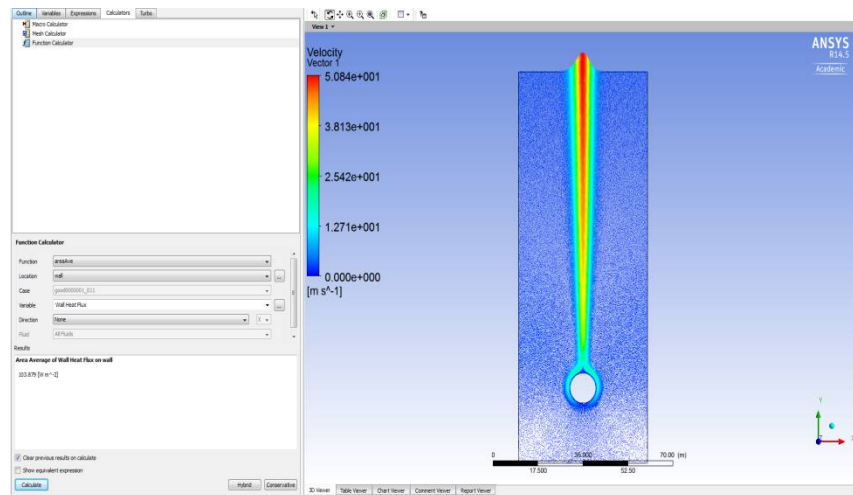 Outline Variables Expressions Calculators Turbo
Macro Calculator
Mesh Calculator
Function Calculator
Function Calculator
Function areaAve
Location wall
Case
Variable Wall Heat Flux
Direction None X
Fluid All Fluids
Results
Area Average of Wall Heat Flux on wall
103.879 [W m^-2]
Clear previous results on calculate
Show equivalent expression
Calculate Hybrid Conservative
View 1
Velocity
Vector 1
5.084e+001
3.813e+001
2.542e+001
1.271e+001
0.000e+000
[m s^-1]
ANSYS
R14.5
Academic
Y
Z
0 35.000 70.00 (m)
17.500 52.50
3D Viewer Table Viewer Chart Viewer Comment Viewer Report Viewer